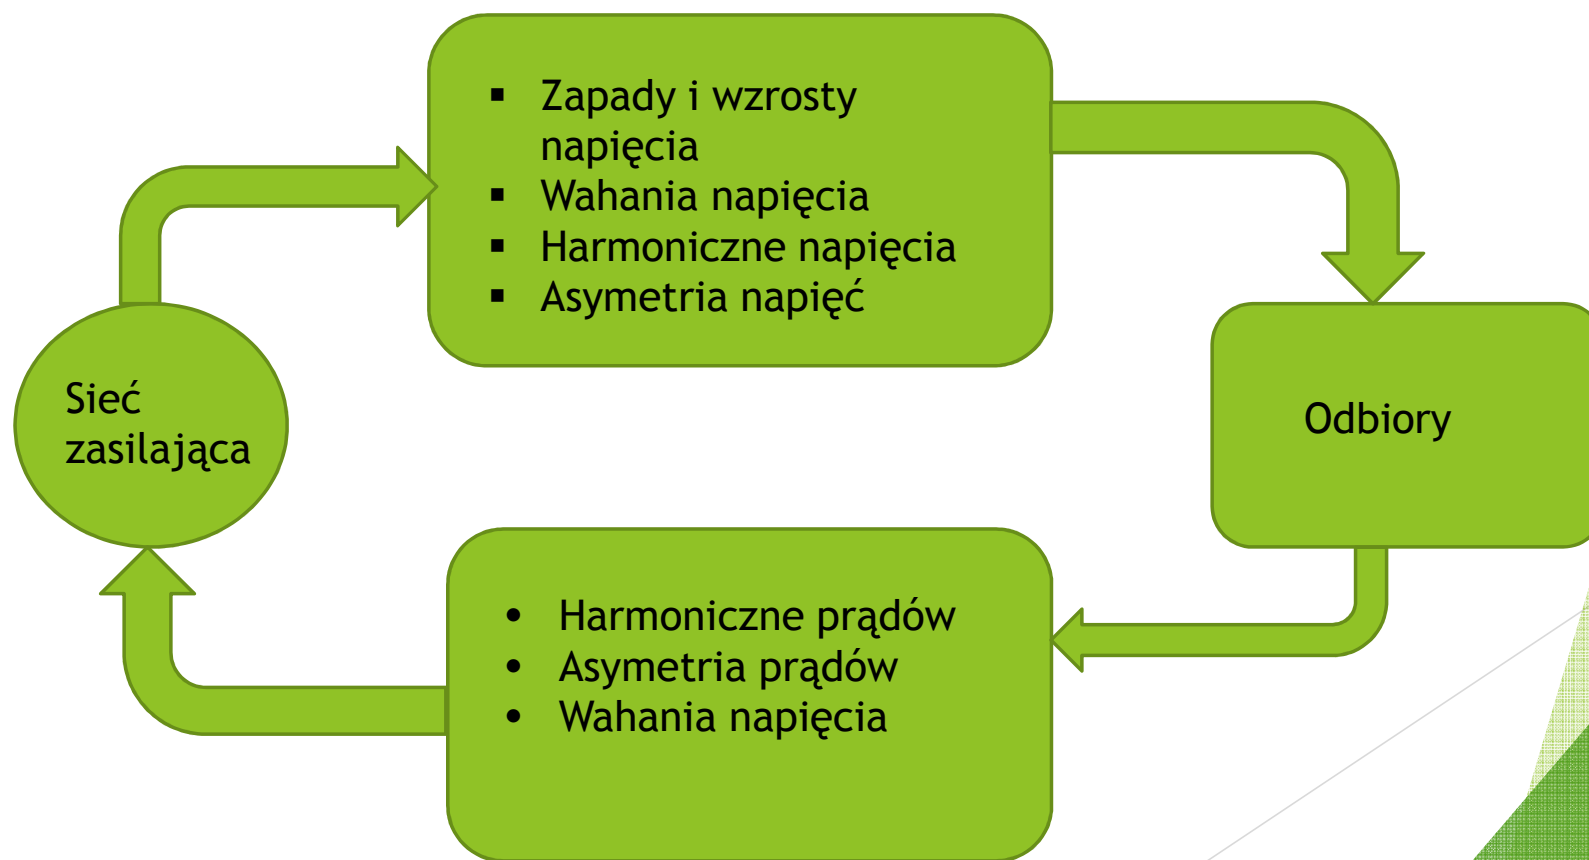 ▪ Zapady i wzrosty
napięcia
▪ Wahania napięcia
▪ Harmoniczne napięcia
▪ Asymetria napięć
Sieć
zasilająca
Odbiory
• Harmoniczne prądów
• Asymetria prądów
• Wahania napięcia